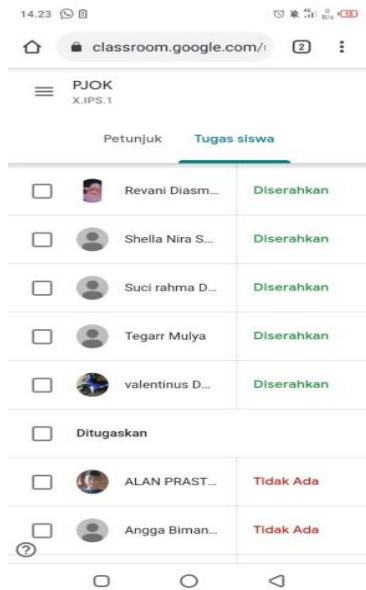 14.23
classroom.google.com/
2
PJOK
X.IPS.1
Petunjuk Tugas siswa
Revani Diasm... Diserahkan
Shella Nira S... Diserahkan
Suci rahma D... Diserahkan
Tegarr Mulya Diserahkan
valentinus D... Diserahkan
Ditugaskan
ALAN PRAST... Tidak Ada
Angga Biman... Tidak Ada
?